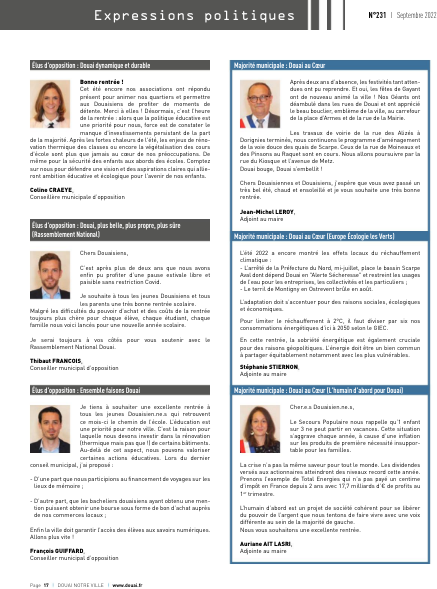 Expressions politiques
N°231 | Septembre 2022
Élus d'opposition : Douai dynamique et durable
Bonne rentrée !
Cet été encore nos associations ont répondu
présent pour animer nos quartiers et permettre
aux Douaisiens de profiter de moments de
détente. Merci à elles ! Désormais, c'est l'heure
de la rentrée : alors que la politique éducative est
une priorité pour nous, force est de constater le
manque d'investissements persistant de la part
de la majorité. Après les fortes chaleurs de l'été, les enjeux de réno-
vation thermique des classes ou encore la végétalisation des cours
d'école sont plus que jamais au cœur de nos préoccupations. De
même pour la sécurité des enfants aux abords des écoles. Comptez
sur nous pour défendre une vision et des aspirations claires qui allie-
ront ambition éducative et écologique pour l'avenir de nos enfants.
Coline CRAEYE,
Conseillère municipale d'opposition
Élus d'opposition : Douai, plus belle, plus propre, plus sûre
(Rassemblement National)
Chers Douaisiens,
C'est après plus de deux ans que nous avons
enfin pu profiter d'une pause estivale libre et
paisible sans restriction Covid.
Je souhaite à tous les jeunes Douaisiens et tous
les parents une très bonne rentrée scolaire.
Malgré les difficultés du pouvoir d'achat et des coûts de la rentrée
toujours plus chère pour chaque élève, chaque étudiant, chaque
famille nous voici lancés pour une nouvelle année scolaire.
Je serai toujours à vos côtés pour vous soutenir avec le
Rassemblement National Douai.
Thibaut FRANCOIS,
Conseiller municipal d'opposition
Élus d'opposition : Ensemble faisons Douai
Je tiens à souhaiter une excellente rentrée à
tous les jeunes Douaisien.ne.s qui retrouvent
ce mois-ci le chemin de l'école. L'éducation est
une priorité pour notre ville. C'est la raison pour
laquelle nous devons investir dans la rénovation
(thermique mais pas que !) de certains bâtiments.
Au-delà de cet aspect, nous pouvons valoriser
certaines actions éducatives. Lors du dernier
conseil municipal, j'ai proposé :
- D'une part que nous participions au financement de voyages sur les
lieux de mémoire ;
- D'autre part, que les bacheliers douaisiens ayant obtenu une men-
tion puissent obtenir une bourse sous forme de bon d'achat auprès
de nos commerces locaux ;
Enfin la ville doit garantir l'accès des élèves aux savoirs numériques.
Allons plus vite !
François GUIFFARD,
Conseiller municipal d'opposition
Majorité municipale : Douai au Cœur
Après deux ans d'absence, les festivités tant atten-
dues ont pu reprendre. Et oui, les fêtes de Gayant
ont de nouveau animé la ville ! Nos Géants ont
déambulé dans les rues de Douai et ont apprécié
le beau bouclier, emblème de la ville, au carrefour
de la place d'Armes et de la rue de la Mairie.
Les travaux de voirie de la rue des Alizés à
Dorignies terminés, nous continuons le programme d'aménagement
de la voie douce des quais de Scarpe. Ceux de la rue de Moineaux et
des Pinsons au Raquet sont en cours. Nous allons poursuivre par la
rue du Kiosque et l'avenue de Metz.
Douai bouge, Douai s'embellit !
Chers Douaisiennes et Douaisiens, j'espère que vous avez passé un
très bel été, chaud et ensoleillé et je vous souhaite une très bonne
rentrée.
Jean-Michel LEROY,
Adjoint au maire
Majorité municipale : Douai au Cœur (Europe Ecologie les Verts)
L'été 2022 a encore montré les effets locaux du réchauffement
climatique :
- L'arrêté de la Préfecture du Nord, mi-juillet, place le bassin Scarpe
Aval dont dépend Douai en "Alerte Sécheresse" et restreint les usages
de l'eau pour les entreprises, les collectivités et les particuliers ;
- Le terril de Montigny en Ostrevent brûle en août.
L'adaptation doit s'accentuer pour des raisons sociales, écologiques
et économiques.
Pour limiter le réchauffement à 2°C, il faut diviser par six nos
consommations énergétiques d'ici à 2050 selon le GIEC.
En cette rentrée, la sobriété énergétique est également cruciale
pour des raisons géopolitiques. L'énergie doit être un bien commun
à partager équitablement notamment avec les plus vulnérables.
Stéphanie STIERNON,
Adjointe au maire
Majorité municipale : Douai au Cœur (L'humain d'abord pour Douai)
Cher.e.s Douaisien.ne.s,
Le Secours Populaire nous rappelle qu'1 enfant
sur 3 ne peut partir en vacances. Cette situation
s'aggrave chaque année, à cause d'une inflation
sur les produits de première nécessité insuppor-
table pour les familles.
La crise n'a pas la même saveur pour tout le monde. Les dividendes
versés aux actionnaires atteindront des niveaux record cette année.
Prenons l'exemple de Total Energies qui n'a pas payé un centime
d'impôt en France depuis 2 ans avec 17,7 milliards d'€ de profits au
1er trimestre.
L'humain d'abord est un projet de société cohérent pour se libérer
du pouvoir de l'argent que nous tentons de faire vivre avec une voix
différente au sein de la majorité de gauche.
Nous vous souhaitons une excellente rentrée.
Auriane AIT LASRI,
Adjointe au maire
Page 17 | DOUAI NOTRE VILLE | www.douai.fr